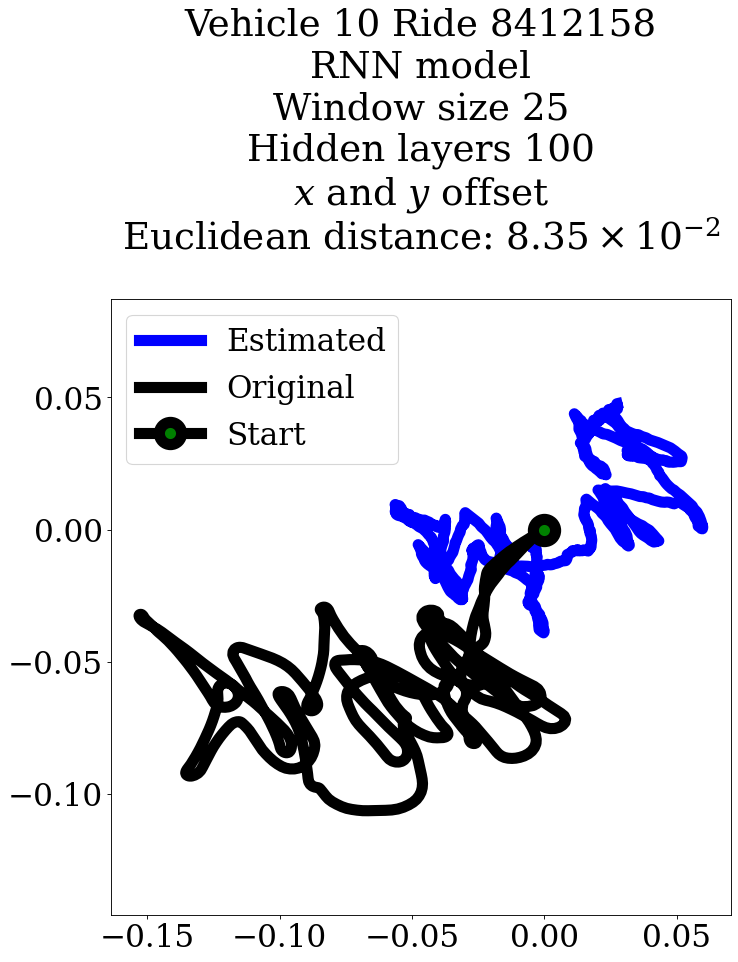 Vehicle 10 Ride 8412158
RNN model
Window size 25
Hidden layers 100
x and y offset
Euclidean distance: 8.35 × 10⁻²
Estimated
Original
Start
0.05
0.00
−0.05
−0.10
−0.15 −0.10 −0.05 0.00 0.05